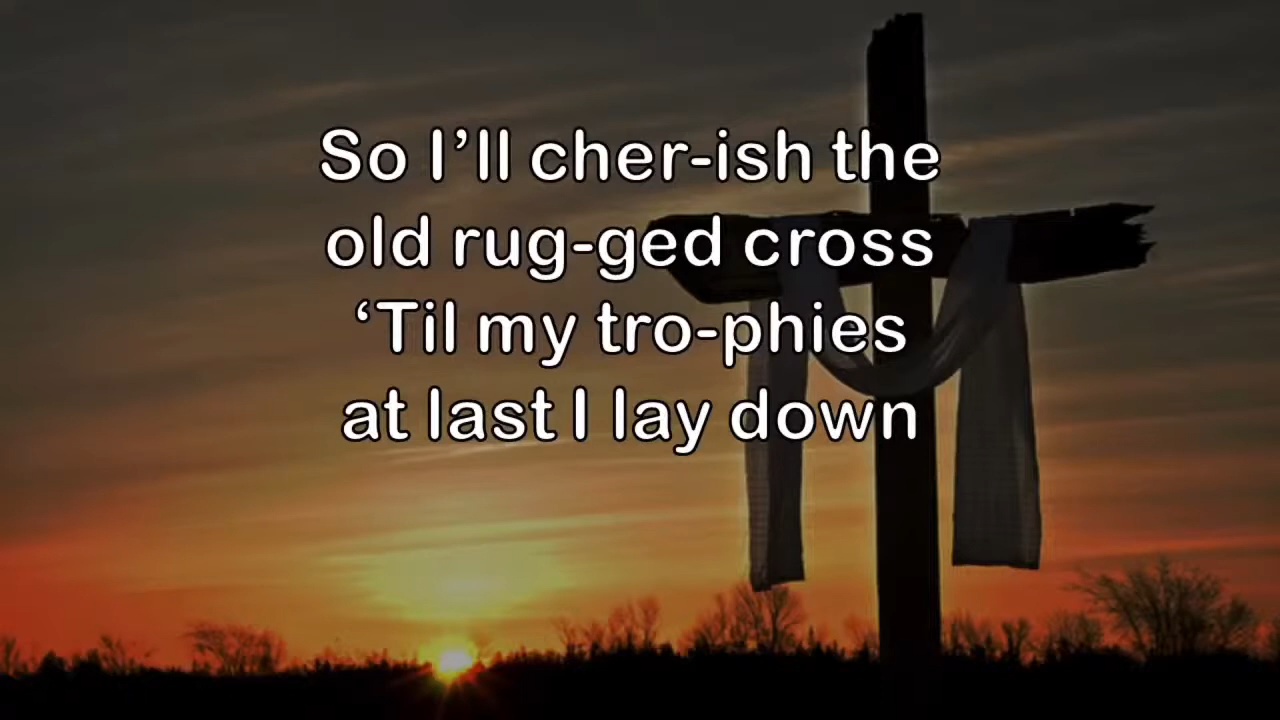 So I’ll cher-ish the
old rug-ged cross
‘Til my tro-phies
at last I lay down